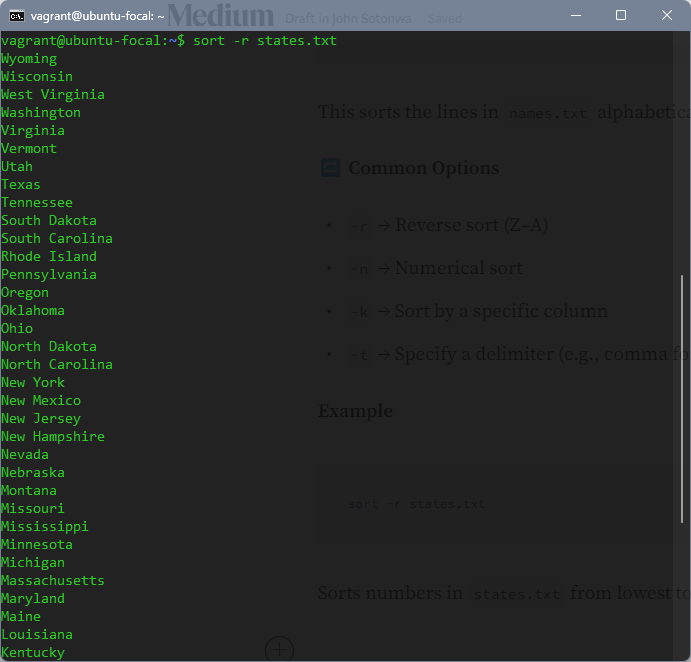 vagrant@ubuntu-focal: ~
Medium
Draft in John Sotonwa
Saved
vagrant@ubuntu-focal:~$ sort -r states.txt
Wyoming
Wisconsin
West Virginia
Washington
Virginia
Vermont
Utah
Texas
Tennessee
South Dakota
South Carolina
Rhode Island
Pennsylvania
Oregon
Oklahoma
Ohio
North Dakota
North Carolina
New York
New Mexico
New Jersey
New Hampshire
Nevada
Nebraska
Montana
Missouri
Mississippi
Minnesota
Michigan
Massachusetts
Maryland
Maine
Louisiana
Kentucky
This sorts the lines in names.txt alphabetica
Common Options
• -r → Reverse sort (Z–A)
• -n → Numerical sort
• -k → Sort by a specific column
• -t → Specify a delimiter (e.g., comma fo
Example
sort -r states.txt
Sorts numbers in states.txt from lowest to